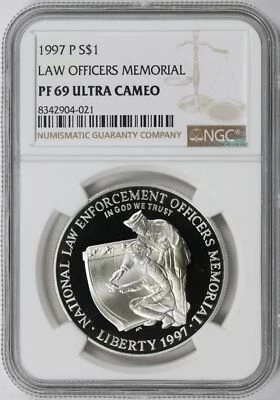 1997 P S$1
LAW OFFICERS MEMORIAL
PF 69 ULTRA CAMEO
8342904-021
NUMISMATIC GUARANTY COMPANY
NGC
NATIONAL LAW ENFORCEMENT OFFICERS MEMORIAL
IN GOD WE TRUST
LIBERTY 1997